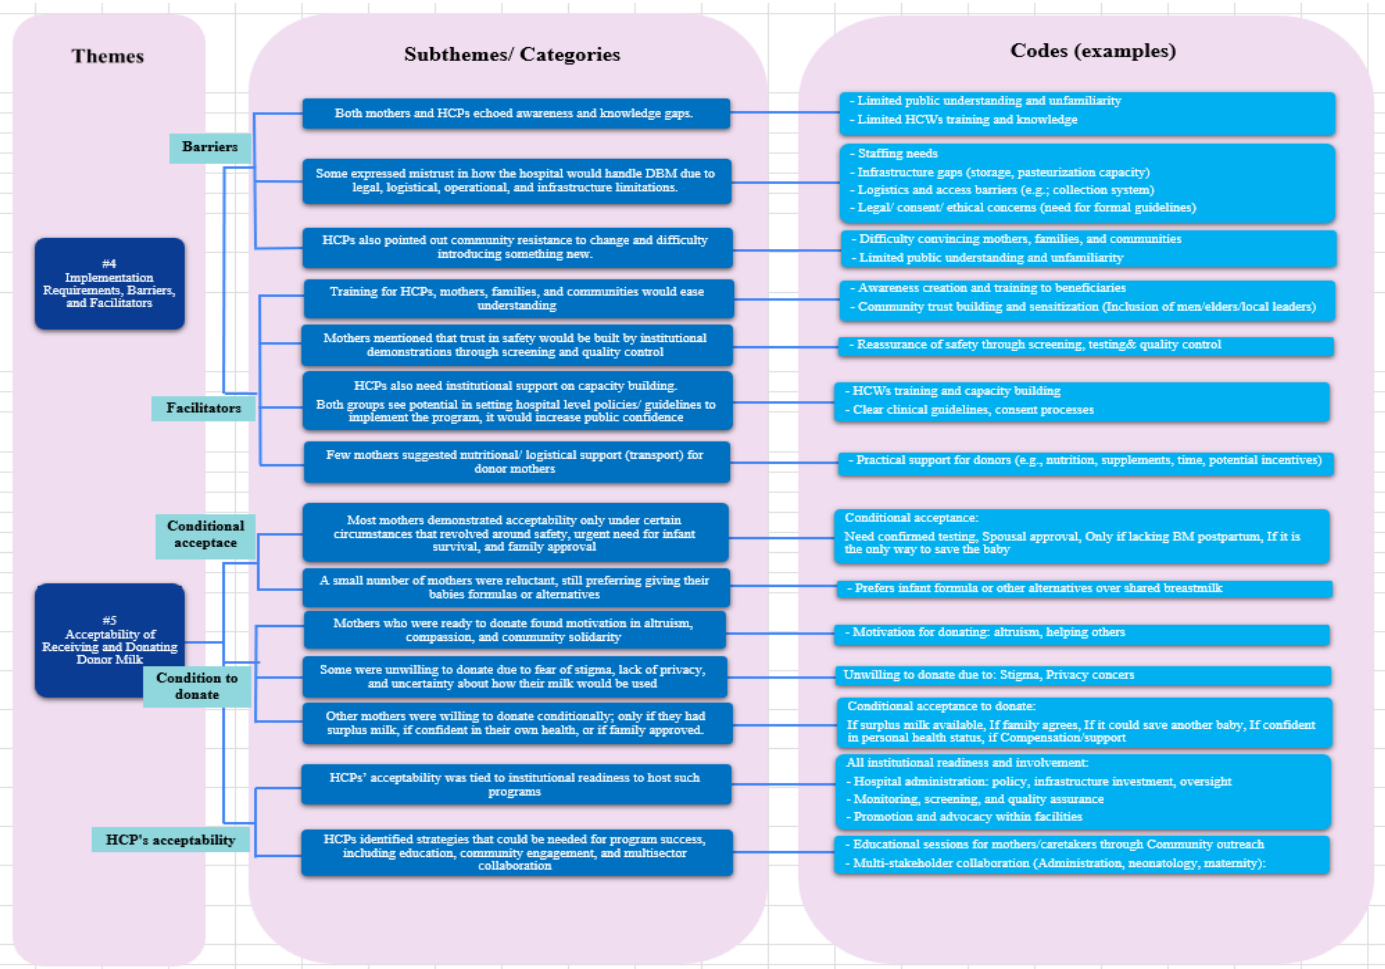 Themes
Subthemes/ Categories
Codes (examples)
#4
Implementation
Requirements, Barriers,
and Facilitators
Barriers
Both mothers and HCPs echoed awareness and knowledge gaps.
- Limited public understanding and unfamiliarity
- Limited HCWs training and knowledge
Some expressed mistrust in how the hospital would handle DBM due to
legal, logistical, operational, and infrastructure limitations.
- Staffing needs
- Infrastructure gaps (storage, pasteurization capacity)
- Logistics and access barriers (e.g.; collection system)
- Legal/ consent/ ethical concerns (need for formal guidelines)
HCPs also pointed out community resistance to change and difficulty
introducing something new.
- Difficulty convincing mothers, families, and communities
- Limited public understanding and unfamiliarity
Facilitators
Training for HCPs, mothers, families, and communities would ease
understanding
- Awareness creation and training to beneficiaries
- Community trust building and sensitization (Inclusion of men/elders/local leaders)
Mothers mentioned that trust in safety would be built by institutional
demonstrations through screening and quality control
- Reassurance of safety through screening, testing& quality control
HCPs also need institutional support on capacity building.
Both groups see potential in setting hospital level policies/ guidelines to
implement the program, it would increase public confidence
- HCWs training and capacity building
- Clear clinical guidelines, consent processes
Few mothers suggested nutritional/ logistical support (transport) for
donor mothers
- Practical support for donors (e.g., nutrition, supplements, time, potential incentives)
#5
Acceptability of
Receiving and Donating
Donor Milk
Conditional
acceptace
Most mothers demonstrated acceptability only under certain
circumstances that revolved around safety, urgent need for infant
survival, and family approval
Conditional acceptance:
Need confirmed testing, Spousal approval, Only if lacking BM postpartum, If it is
the only way to save the baby
A small number of mothers were reluctant, still preferring giving their
babies formulas or alternatives
- Prefers infant formula or other alternatives over shared breastmilk
Condition to
donate
Mothers who were ready to donate found motivation in altruism,
compassion, and community solidarity
- Motivation for donating: altruism, helping others
Some were unwilling to donate due to fear of stigma, lack of privacy,
and uncertainty about how their milk would be used
Unwilling to donate due to: Stigma, Privacy concers
Other mothers were willing to donate conditionally; only if they had
surplus milk, if confident in their own health, or if family approved.
Conditional acceptance to donate:
If surplus milk available, If family agrees, If it could save another baby, If confident
in personal health status, if Compensation/support
HCP's acceptability
HCPs' acceptability was tied to institutional readiness to host such
programs
All institutional readiness and involvement:
- Hospital administration: policy, infrastructure investment, oversight
- Monitoring, screening, and quality assurance
- Promotion and advocacy within facilities
HCPs identified strategies that could be needed for program success,
including education, community engagement, and multisector
collaboration
- Educational sessions for mothers/caretakers through Community outreach
- Multi-stakeholder collaboration (Administration, neonatology, maternity):